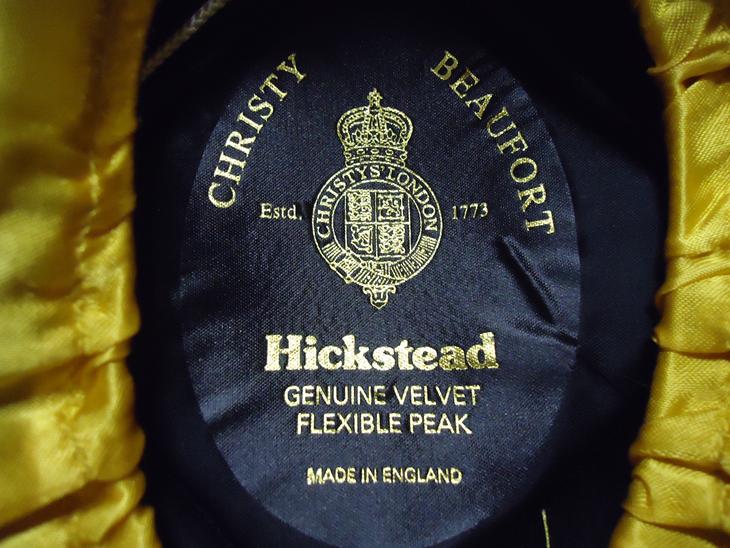 CHRISTY BEAUFORT
CHRISTYS' LONDON
Estd. 1773
Hickstead
GENUINE VELVET
FLEXIBLE PEAK
MADE IN ENGLAND